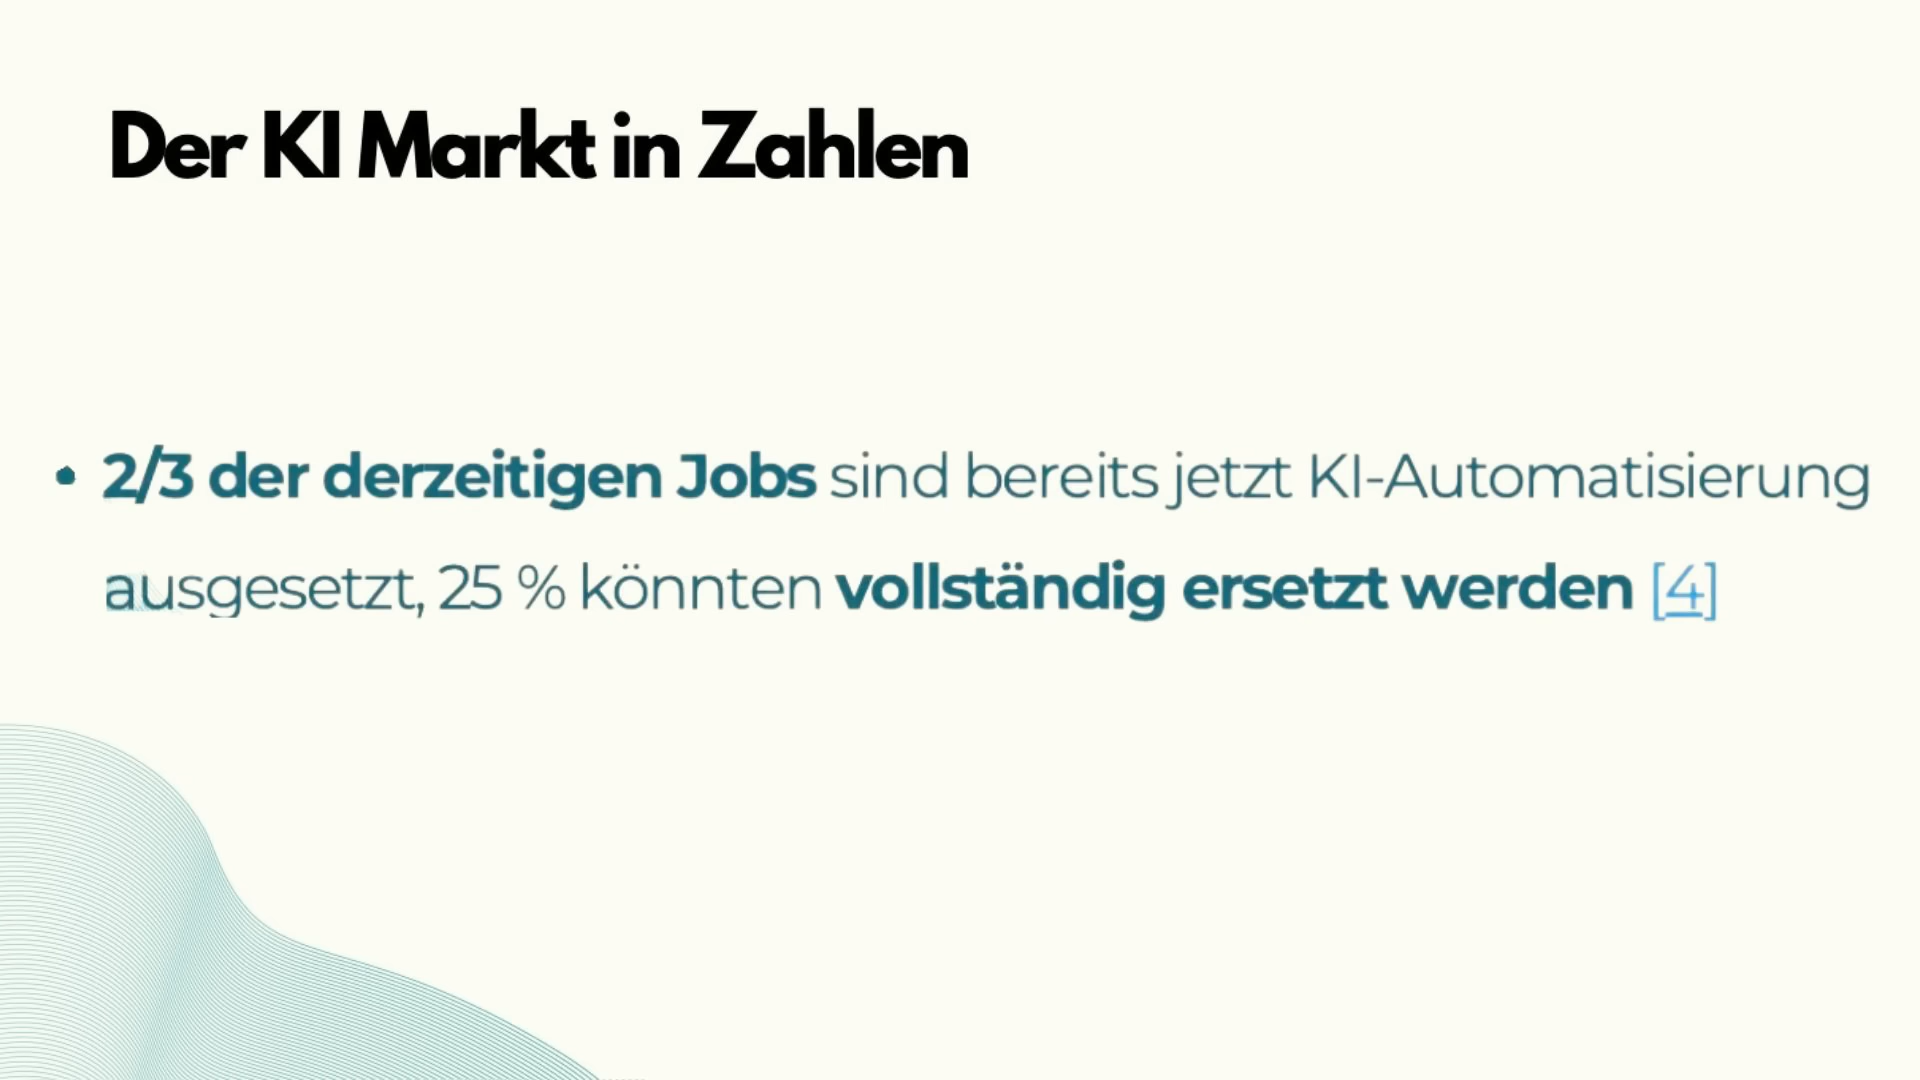 Der KI Markt in Zahlen
• 2/3 der derzeitigen Jobs sind bereits jetzt KI-Automatisierung
ausgesetzt, 25 % könnten vollständig ersetzt werden [4]